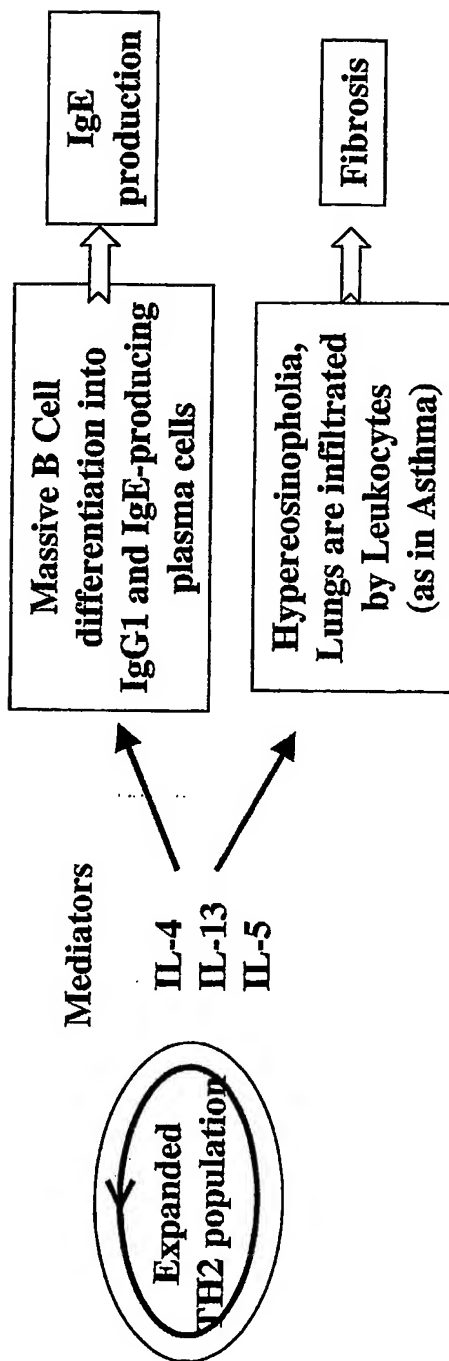 Expanded
TH2 population
Mediators
IL-4
IL-13
IL-5
Massive B Cell
differentiation into
IgG1 and IgE-producing
plasma cells
IgE
production
Hypereosinopholia,
Lungs are infiltrated
by Leukocytes
(as in Asthma)
Fibrosis